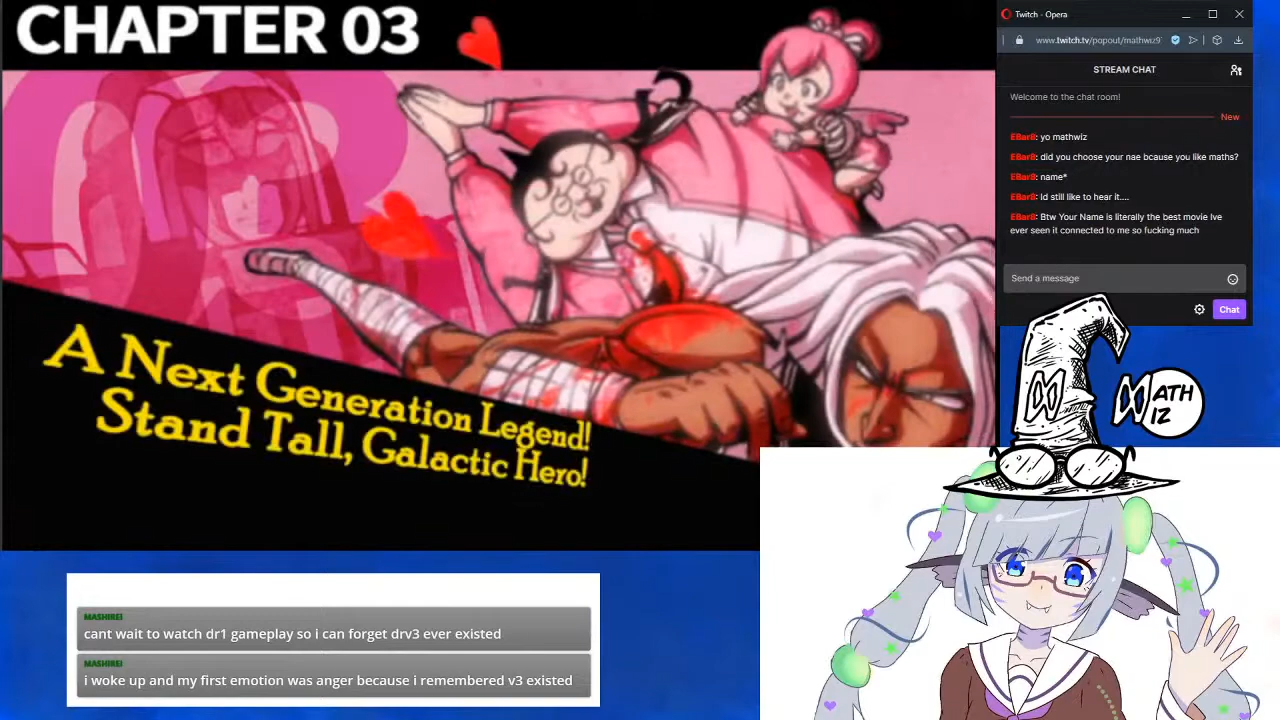 CHAPTER 03
A Next Generation Legend!
Stand Tall, Galactic Hero!
Twitch - Opera
www.twitch.tv/popout/mathwiz9
STREAM CHAT
Welcome to the chat room!
New
EBar8: yo mathwiz
EBar8: did you choose your nae bcause you like maths?
EBar8: name*
EBar8: Id still like to hear it....
EBar8: Btw Your Name is literally the best movie Ive
ever seen it connected to me so fucking much
Send a message
Chat
MATH
IZ
MASHIREI
cant wait to watch dr1 gameplay so i can forget drv3 ever existed
MASHIREI
i woke up and my first emotion was anger because i remembered v3 existed